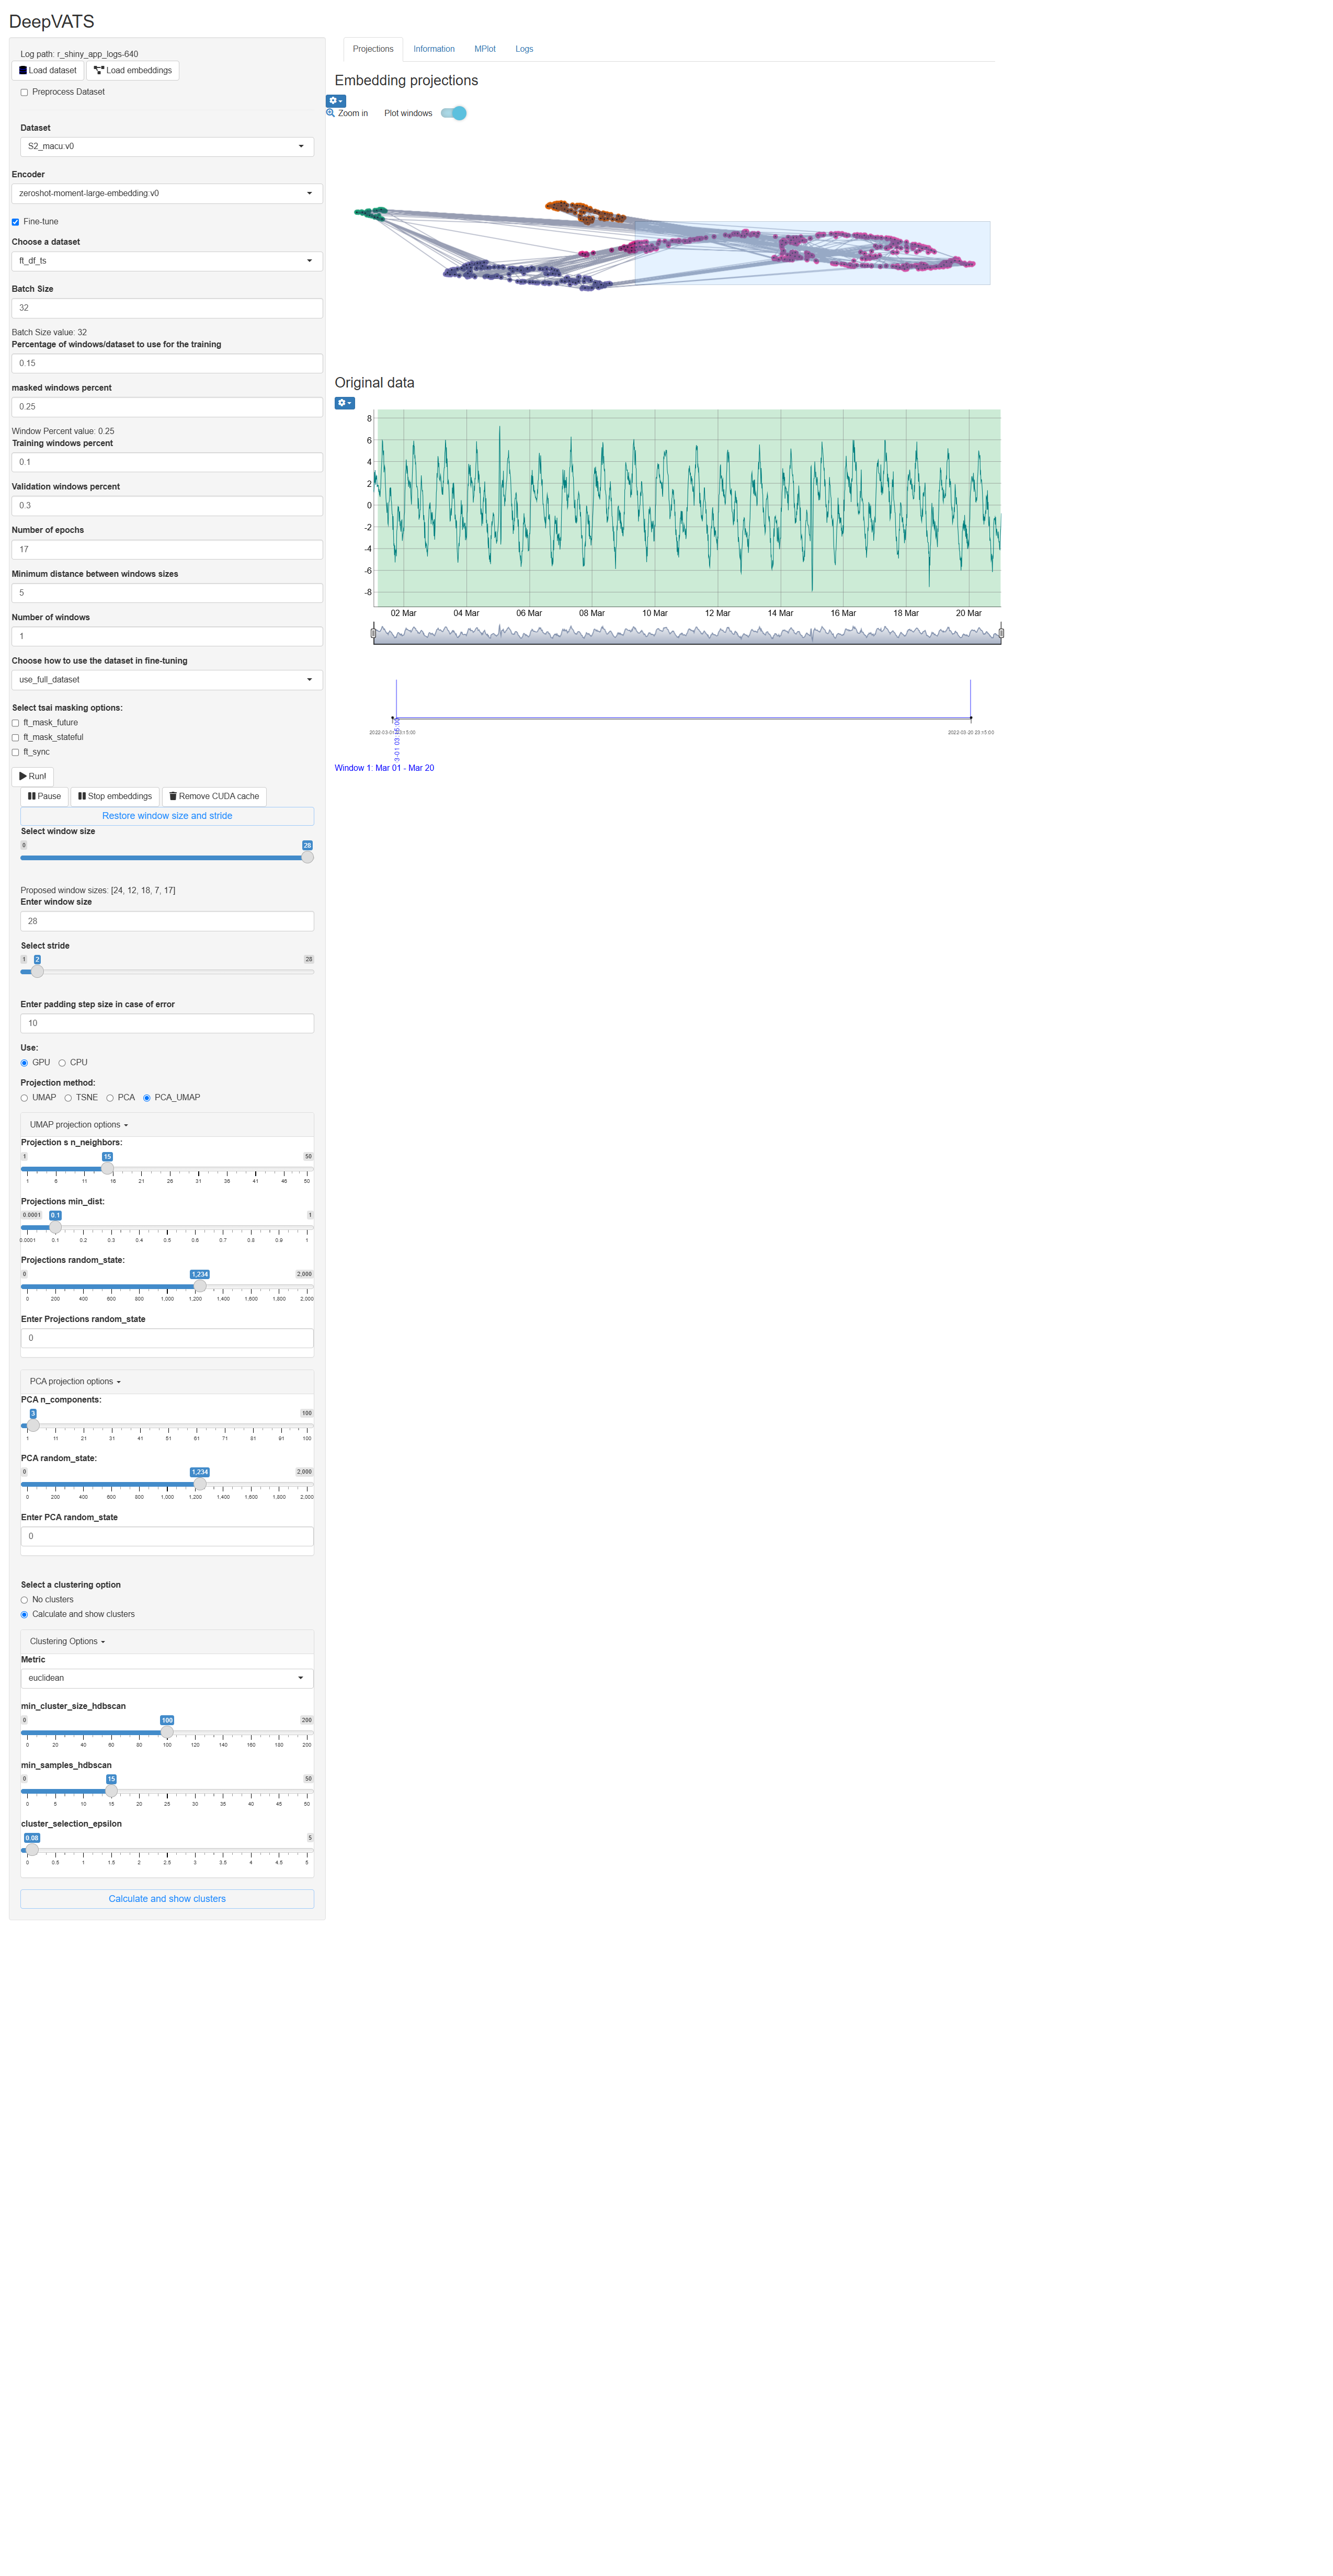 DeepVATS
Log path: r_shiny_app_logs-640
Load dataset Load embeddings
Preprocess Dataset
Dataset
S2_macu:v0
Encoder
zeroshot-moment-large-embedding:v0
Fine-tune
Choose a dataset
ft_df_ts
Batch Size
32
Batch Size value: 32
Percentage of windows/dataset to use for the training
0.15
masked windows percent
0.25
Window Percent value: 0.25
Training windows percent
0.1
Validation windows percent
0.3
Number of epochs
17
Minimum distance between windows sizes
5
Number of windows
1
Choose how to use the dataset in fine-tuning
use_full_dataset
Select tsai masking options:
ft_mask_future
ft_mask_stateful
ft_sync
Run!
Pause Stop embeddings Remove CUDA cache
Restore window size and stride
Select window size
0 28
Proposed window sizes: [24, 12, 18, 7, 17]
Enter window size
28
Select stride
1 2 28
Enter padding step size in case of error
10
Use:
GPU CPU
Projection method:
UMAP TSNE PCA PCA_UMAP
UMAP projection options
Projection s n_neighbors:
1 15 50
1 6 11 16 21 26 31 36 41 46 50
Projections min_dist:
0.0001 0.1 1
0.0001 0.1 0.2 0.3 0.4 0.5 0.6 0.7 0.8 0.9 1
Projections random_state:
0 1,234 2,000
0 200 400 600 800 1,000 1,200 1,400 1,600 1,800 2,000
Enter Projections random_state
0
PCA projection options
PCA n_components:
3 100
1 11 21 31 41 51 61 71 81 91 100
PCA random_state:
0 1,234 2,000
0 200 400 600 800 1,000 1,200 1,400 1,600 1,800 2,000
Enter PCA random_state
0
Select a clustering option
No clusters
Calculate and show clusters
Clustering Options
Metric
euclidean
min_cluster_size_hdbscan
0 100 200
0 20 40 60 80 100 120 140 160 180 200
min_samples_hdbscan
0 15 50
0 5 10 15 20 25 30 35 40 45 50
cluster_selection_epsilon
0.08 5
0 0.5 1 1.5 2 2.5 3 3.5 4 4.5 5
Calculate and show clusters
Projections Information MPlot Logs
Embedding projections
Zoom in Plot windows
Original data
8
6
4
2
0
-2
-4
-6
-8
02 Mar 04 Mar 06 Mar 08 Mar 10 Mar 12 Mar 14 Mar 16 Mar 18 Mar 20 Mar
2022-03-20 23:15:00
Window 1: Mar 01 - Mar 20